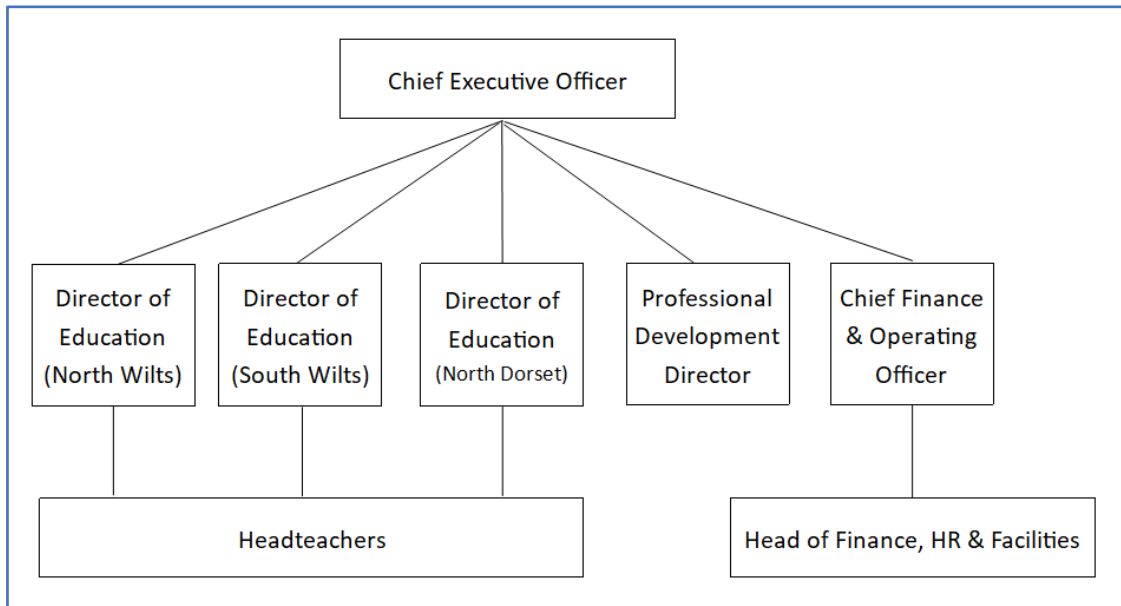 Chief Executive Officer
Director of
Education
(North Wilts)
Director of
Education
(South Wilts)
Director of
Education
(North Dorset)
Professional
Development
Director
Chief Finance
& Operating
Officer
Headteachers
Head of Finance, HR & Facilities